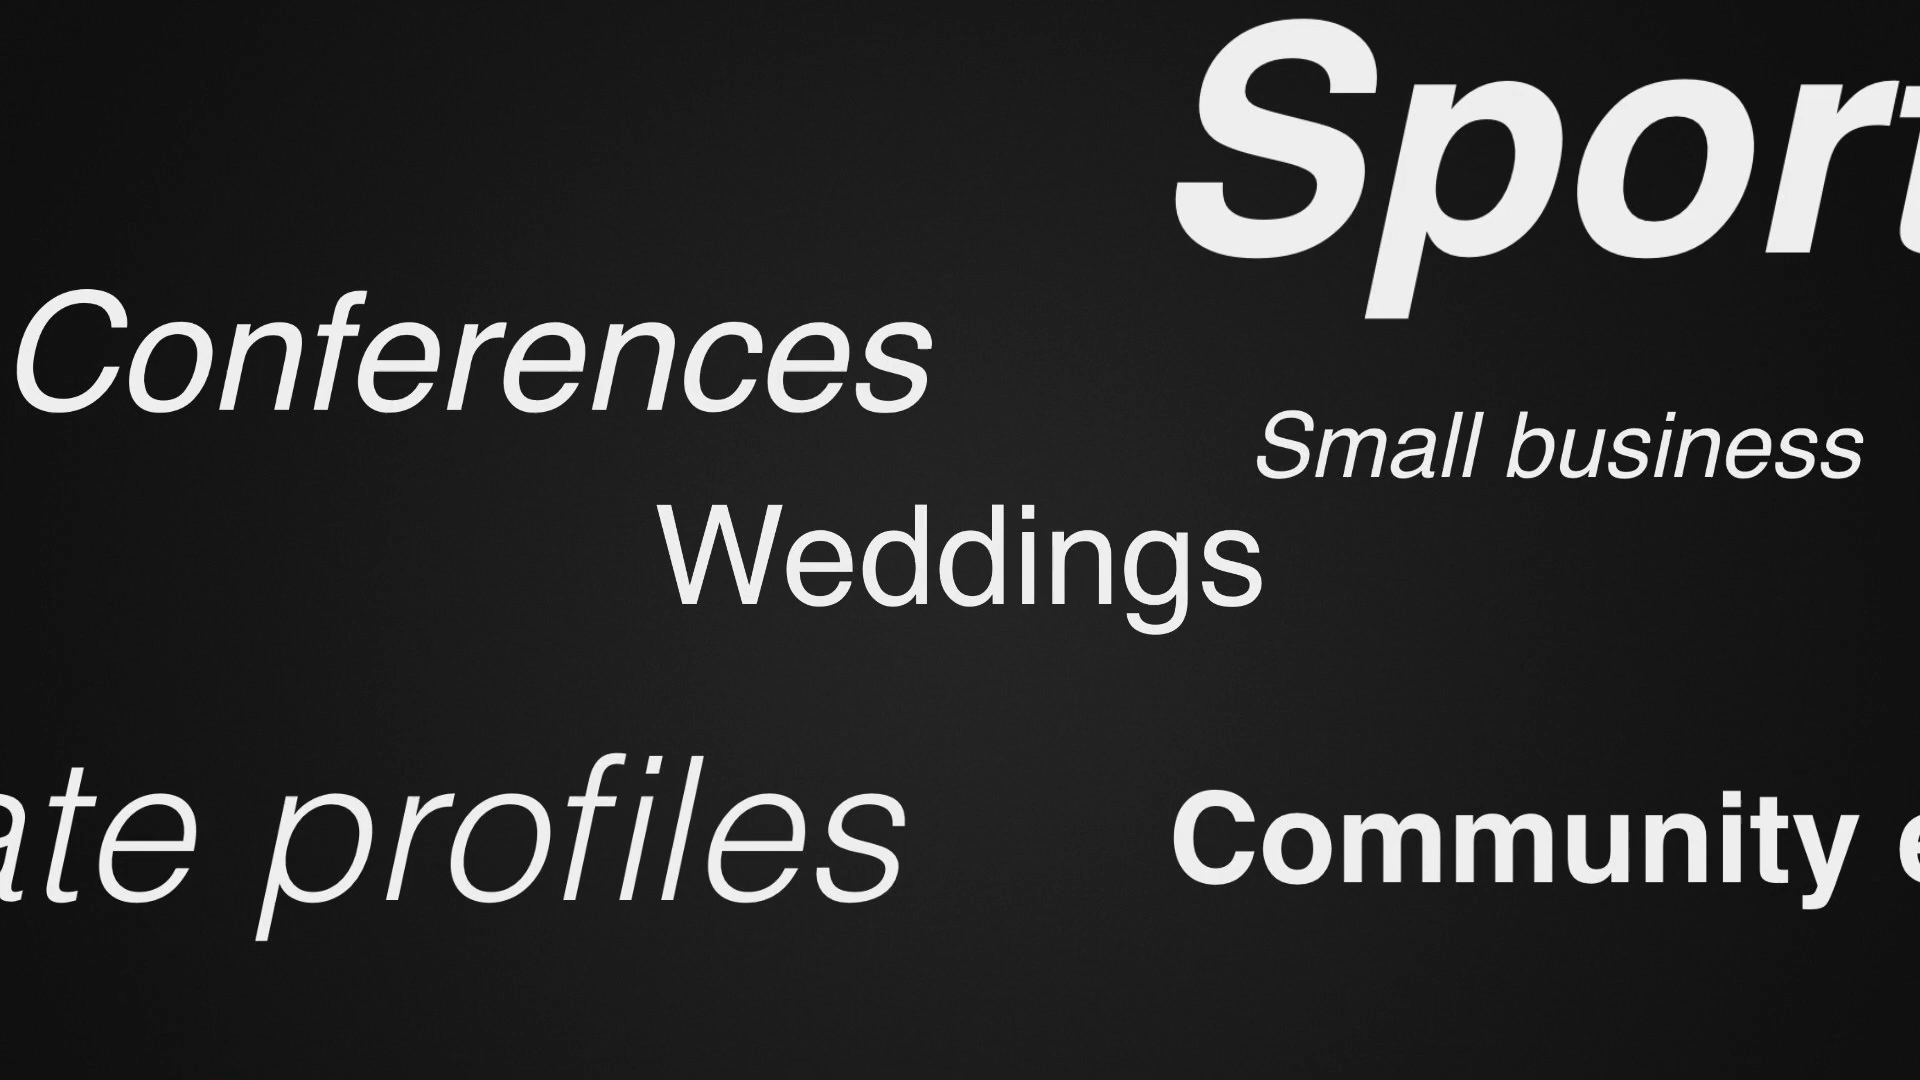 Sport
Conferences
Small business
Weddings
ate profiles
Community e